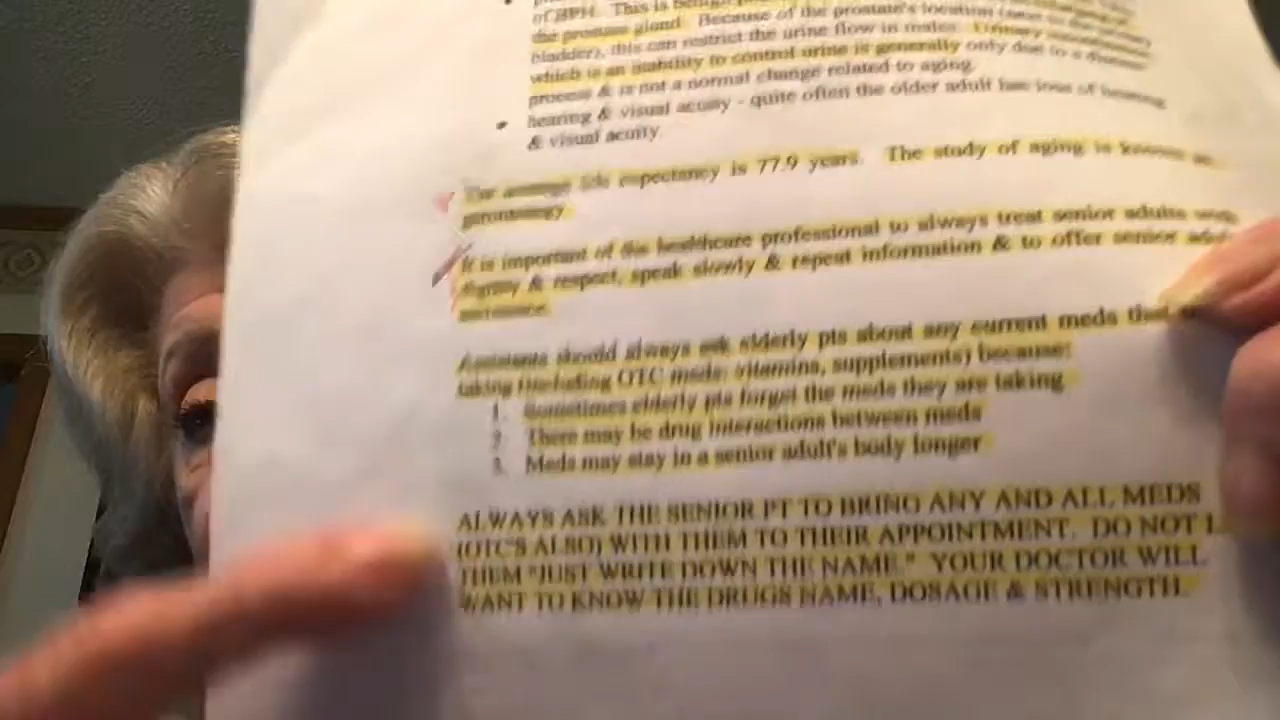 of BPH. This is
the prostate gland. Because of the prostate's location
bladder), this can restrict the urine flow in males. Urinary
which is an inability to control urine is generally only due to a disease
process & is not a normal change related to aging.
• hearing & visual acuity - quite often the older adult has loss of hearing
& visual acuity.
The average life expectancy is 77.9 years. The study of aging is known as
gerontology.
It is important of the healthcare professional to always treat senior adults with
dignity & respect, speak slowly & repeat information & to offer senior
assistance.
Assistants should always ask elderly pts about any current meds that
taking (including OTC meds: vitamins, supplements) because:
1. Sometimes elderly pts forget the meds they are taking
2. There may be drug interactions between meds
3. Meds may stay in a senior adult's body longer
ALWAYS ASK THE SENIOR PT TO BRING ANY AND ALL MEDS
(OTC'S ALSO) WITH THEM TO THEIR APPOINTMENT. DO NOT
THEM "JUST WRITE DOWN THE NAME." YOUR DOCTOR WILL
WANT TO KNOW THE DRUGS NAME, DOSAGE & STRENGTH.